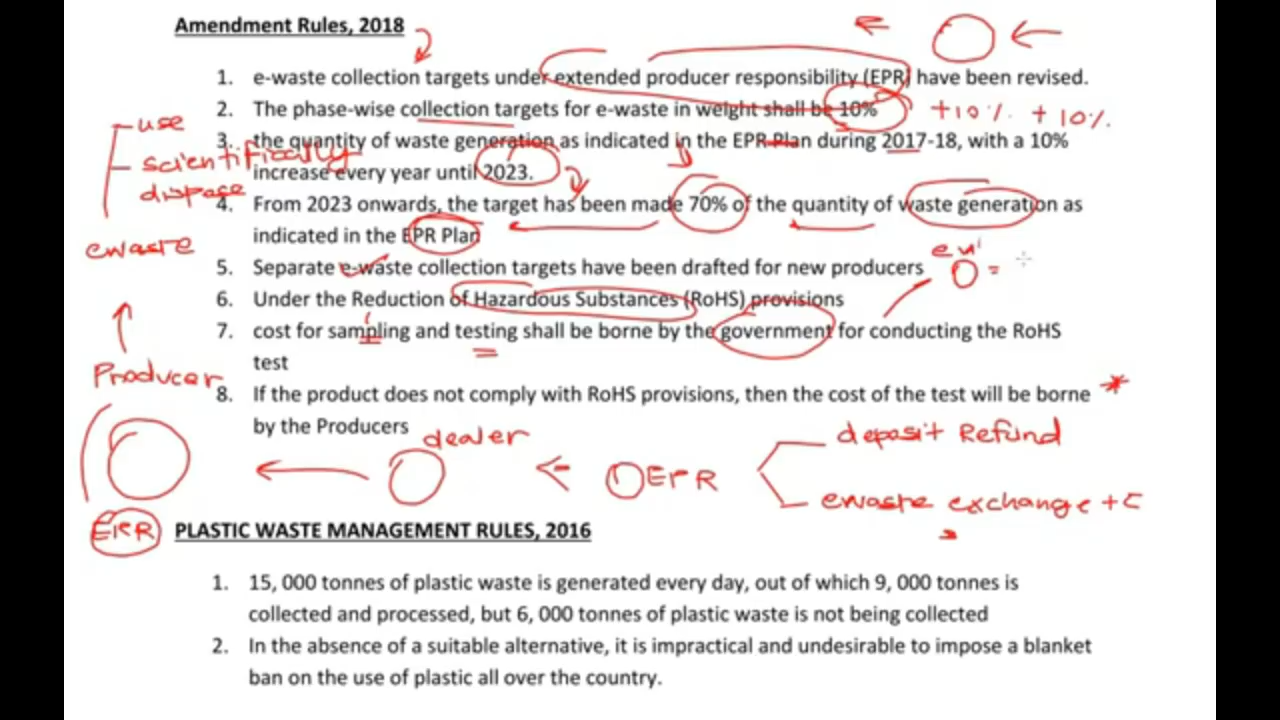 Amendment Rules, 2018
1. e-waste collection targets under extended producer responsibility (EPR) have been revised.
2. The phase-wise collection targets for e-waste in weight shall be 10% +10% +10%.
use
3. the quantity of waste generation as indicated in the EPR Plan during 2017-18, with a 10%
scientifically
increase every year until 2023.
dispose
4. From 2023 onwards, the target has been made 70% of the quantity of waste generation as
indicated in the EPR Plan
ewaste
5. Separate e-waste collection targets have been drafted for new producers
6. Under the Reduction of Hazardous Substances (RoHS) provisions
7. cost for sampling and testing shall be borne by the government for conducting the RoHS
test
Producer
8. If the product does not comply with RoHS provisions, then the cost of the test will be borne *
by the Producers
dealer
deposit Refund
EPR
ewaste exchange +
EPR
PLASTIC WASTE MANAGEMENT RULES, 2016
1. 15, 000 tonnes of plastic waste is generated every day, out of which 9, 000 tonnes is
collected and processed, but 6, 000 tonnes of plastic waste is not being collected
2. In the absence of a suitable alternative, it is impractical and undesirable to impose a blanket
ban on the use of plastic all over the country.